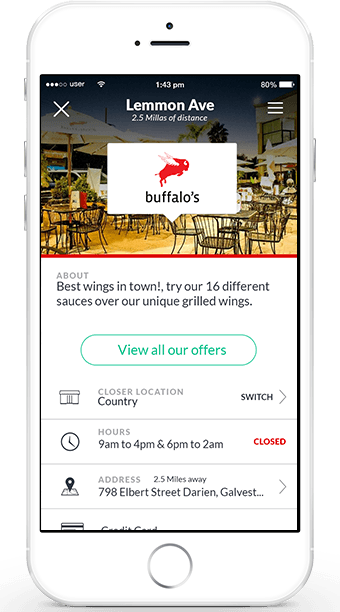 user
1:43 pm
80%
Lemmon Ave
2.5 Millas of distance
buffalo's
ABOUT
Best wings in town!, try our 16 different
sauces over our unique grilled wings.
View all our offers
CLOSER LOCATION
Country
SWITCH
HOURS
9am to 4pm & 6pm to 2am
CLOSED
ADDRESS 2.5 Miles away
798 Elbert Street Darien, Galvest...
Credit Card